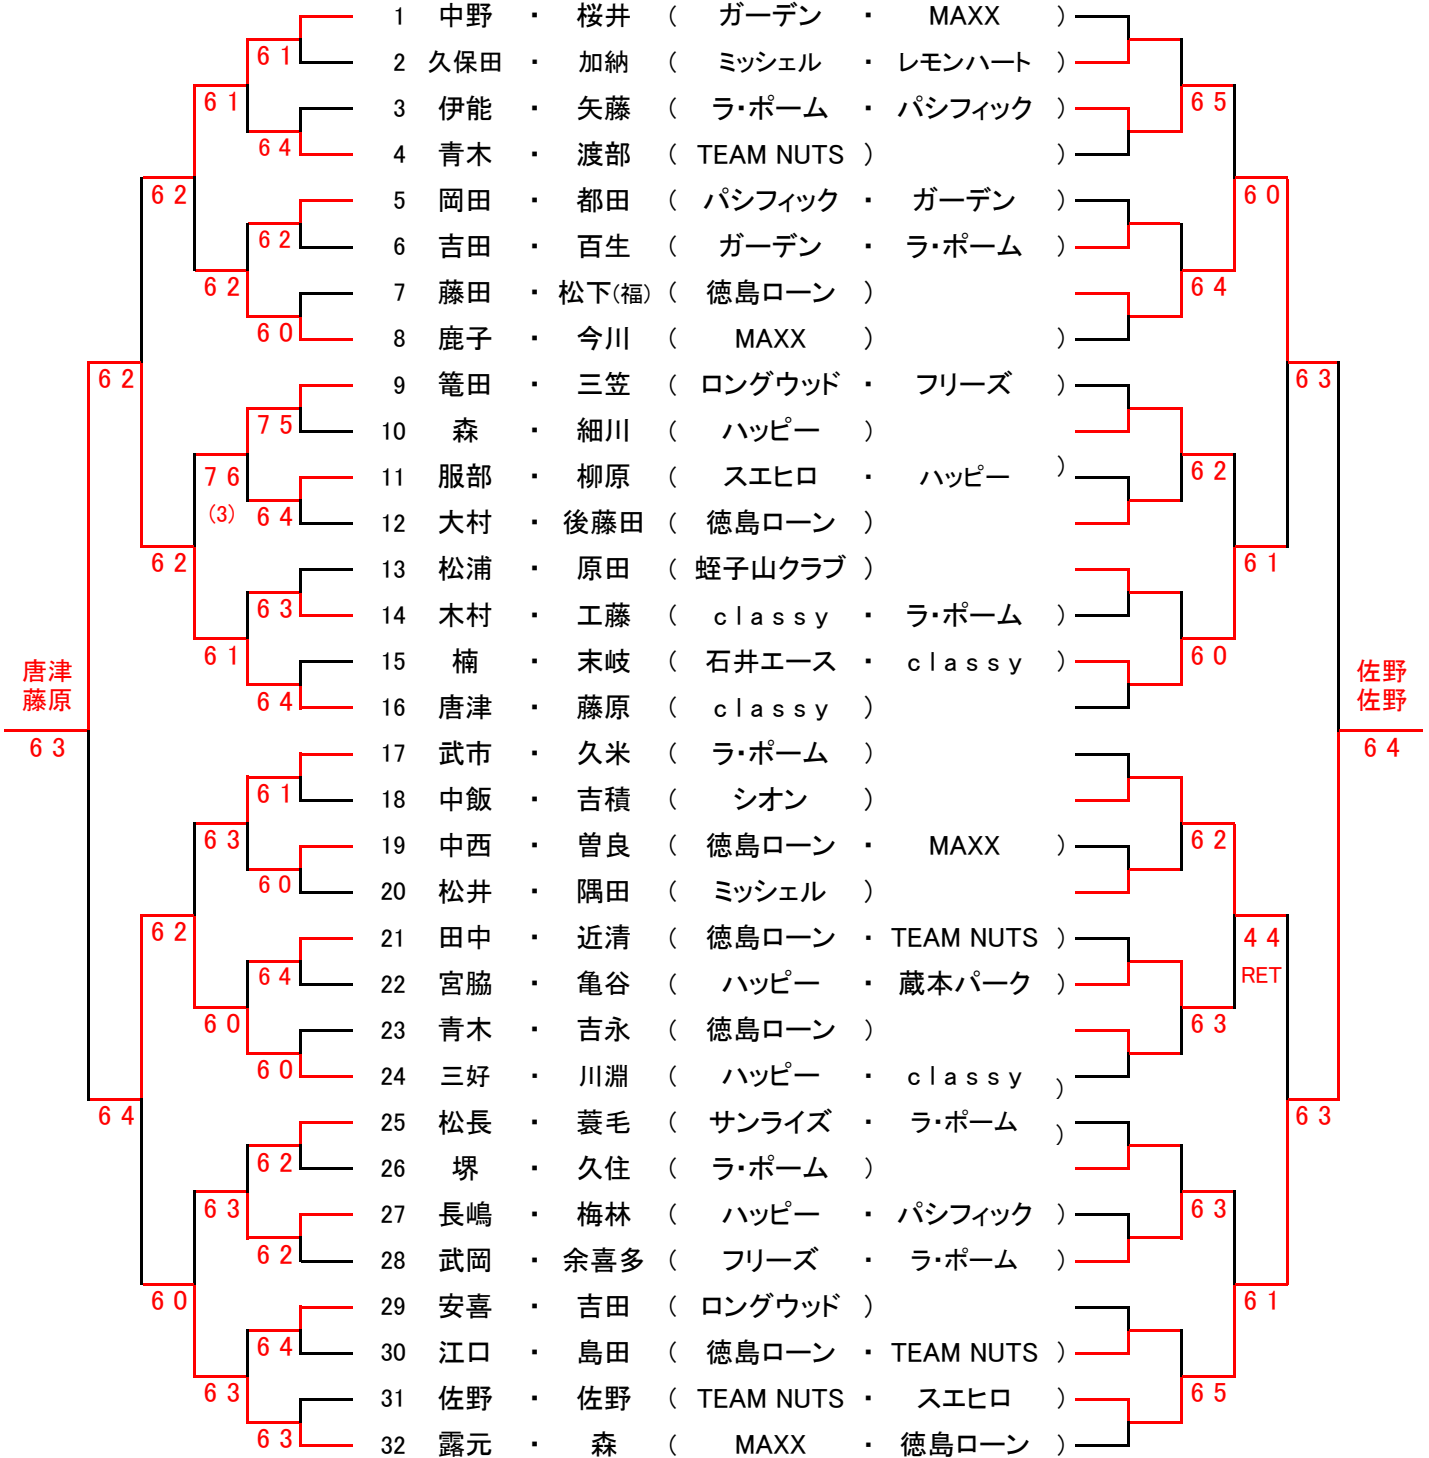 1 中野 ・ 桜井 ( ガーデン ・ MAXX )
6 1
2 久保田 ・ 加納 ( ミッシェル ・ レモンハート )
6 1 3 伊能 ・ 矢藤 ( ラ・ポーム ・ パシフィック ) 6 5
6 4 4 青木 ・ 渡部 ( TEAM NUTS ) )
6 2 5 岡田 ・ 都田 ( パシフィック ・ ガーデン ) 6 0
6 2 6 吉田 ・ 百生 ( ガーデン ・ ラ・ポーム )
6 2 7 藤田 ・ 松下(福) ( 徳島ローン ) 6 4
6 0 8 鹿子 ・ 今川 ( MAXX ) )
6 2 9 篭田 ・ 三笠 ( ロングウッド ・ フリーズ ) 6 3
7 5 10 森 ・ 細川 ( ハッピー )
7 6 11 服部 ・ 柳原 ( スエヒロ ・ ハッピー ) 6 2
(3) 6 4 12 大村 ・ 後藤田 ( 徳島ローン )
6 2 13 松浦 ・ 原田 ( 蛭子山クラブ ) 6 1
6 3 14 木村 ・ 工藤 ( classy ・ ラ・ポーム )
6 1 15 楠 ・ 末岐 ( 石井エース ・ classy ) 6 0
唐津 佐野
藤原 6 4 16 唐津 ・ 藤原 ( classy ) 佐野
6 3 17 武市 ・ 久米 ( ラ・ポーム ) 6 4
6 1 18 中飯 ・ 吉積 ( シオン )
6 3 19 中西 ・ 曽良 ( 徳島ローン ・ MAXX ) 6 2
6 0 20 松井 ・ 隅田 ( ミッシェル )
6 2 21 田中 ・ 近清 ( 徳島ローン ・ TEAM NUTS ) 4 4
6 4 22 宮脇 ・ 亀谷 ( ハッピー ・ 蔵本パーク ) RET
6 0 23 青木 ・ 吉永 ( 徳島ローン ) 6 3
6 0 24 三好 ・ 川淵 ( ハッピー ・ classy )
6 4 25 松長 ・ 蓑毛 ( サンライズ ・ ラ・ポーム ) 6 3
6 2 26 堺 ・ 久住 ( ラ・ポーム )
6 3 27 長嶋 ・ 梅林 ( ハッピー ・ パシフィック ) 6 3
6 2 28 武岡 ・ 余喜多 ( フリーズ ・ ラ・ポーム )
6 0 29 安喜 ・ 吉田 ( ロングウッド ) 6 1
6 4 30 江口 ・ 島田 ( 徳島ローン ・ TEAM NUTS )
6 3 31 佐野 ・ 佐野 ( TEAM NUTS ・ スエヒロ ) 6 5
6 3 32 露元 ・ 森 ( MAXX ・ 徳島ローン )